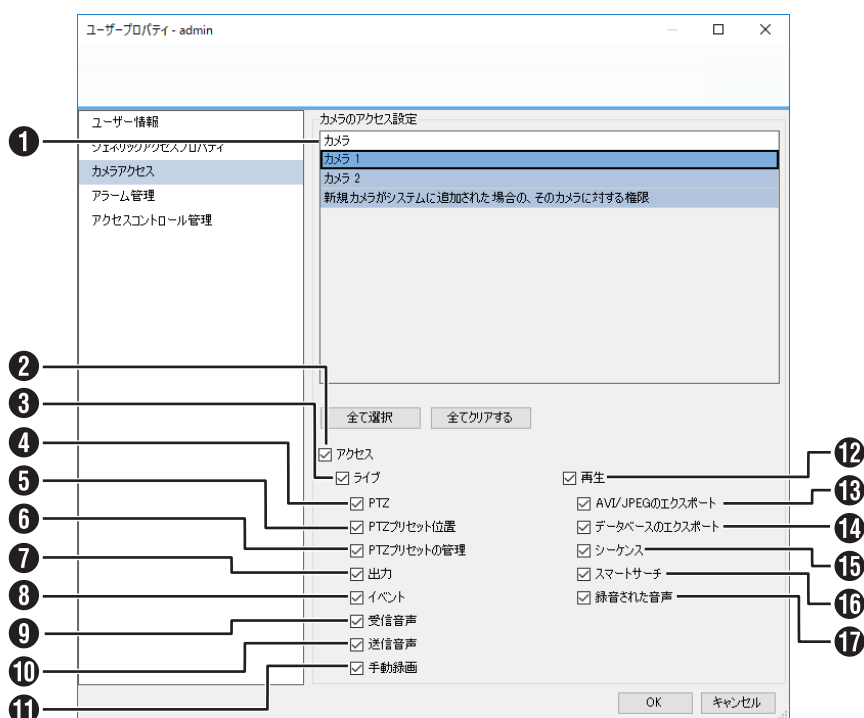 ユーザープロパティ - admin
ユーザー情報
ジェネリックアクセスプロパティ
カメラアクセス
アラーム管理
アクセスコントロール管理
カメラのアクセス設定
カメラ
カメラ 1
カメラ 2
新規カメラがシステムに追加された場合の、そのカメラに対する権限
全て選択
全てクリアする
アクセス
ライブ
PTZ
PTZプリセット位置
PTZプリセットの管理
出力
イベント
受信音声
送信音声
手動録画
再生
AVI/JPEGのエクスポート
データベースのエクスポート
シーケンス
スマートサーチ
録音された音声
OK
キャンセル
❶
❷
❸
❹
❺
❻
❼
❽
❾
❿
⓫
⓬
⓭
⓮
⓯
⓰
⓱